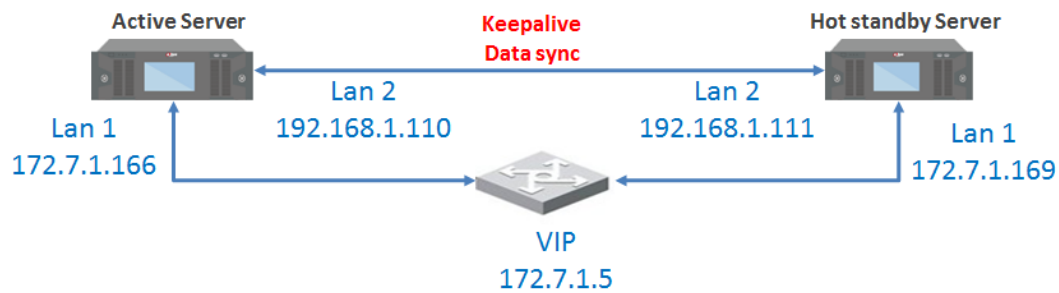 Active Server
Keepalive
Data sync
Hot standby Server
Lan 2
192.168.1.110
Lan 2
192.168.1.111
Lan 1
172.7.1.166
Lan 1
172.7.1.169
VIP
172.7.1.5